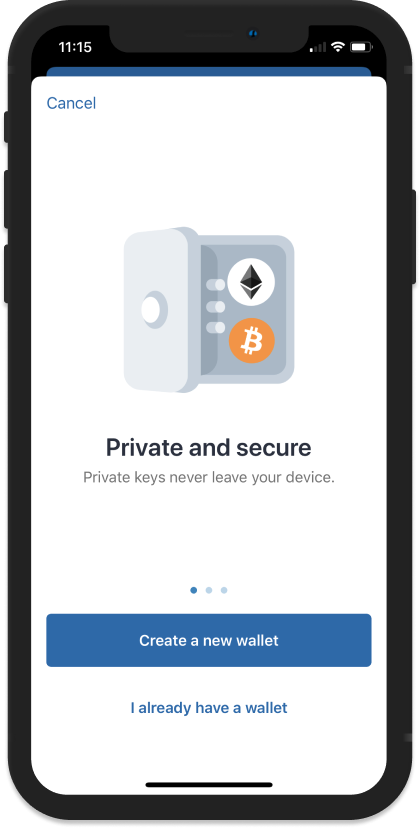 11:15
Cancel
Private and secure
Private keys never leave your device.
Create a new wallet
I already have a wallet